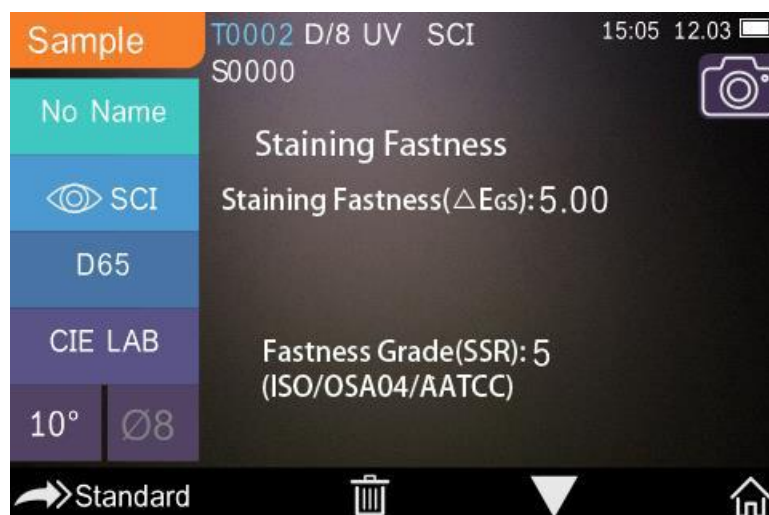 Sample
T0002 D/8 UV SCI
15:05 12.03
S0000
No Name
Staining Fastness
SCI
Staining Fastness(△EGS):5.00
D65
CIE LAB
Fastness Grade(SSR): 5
(ISO/OSA04/AATCC)
10° Ø8
Standard